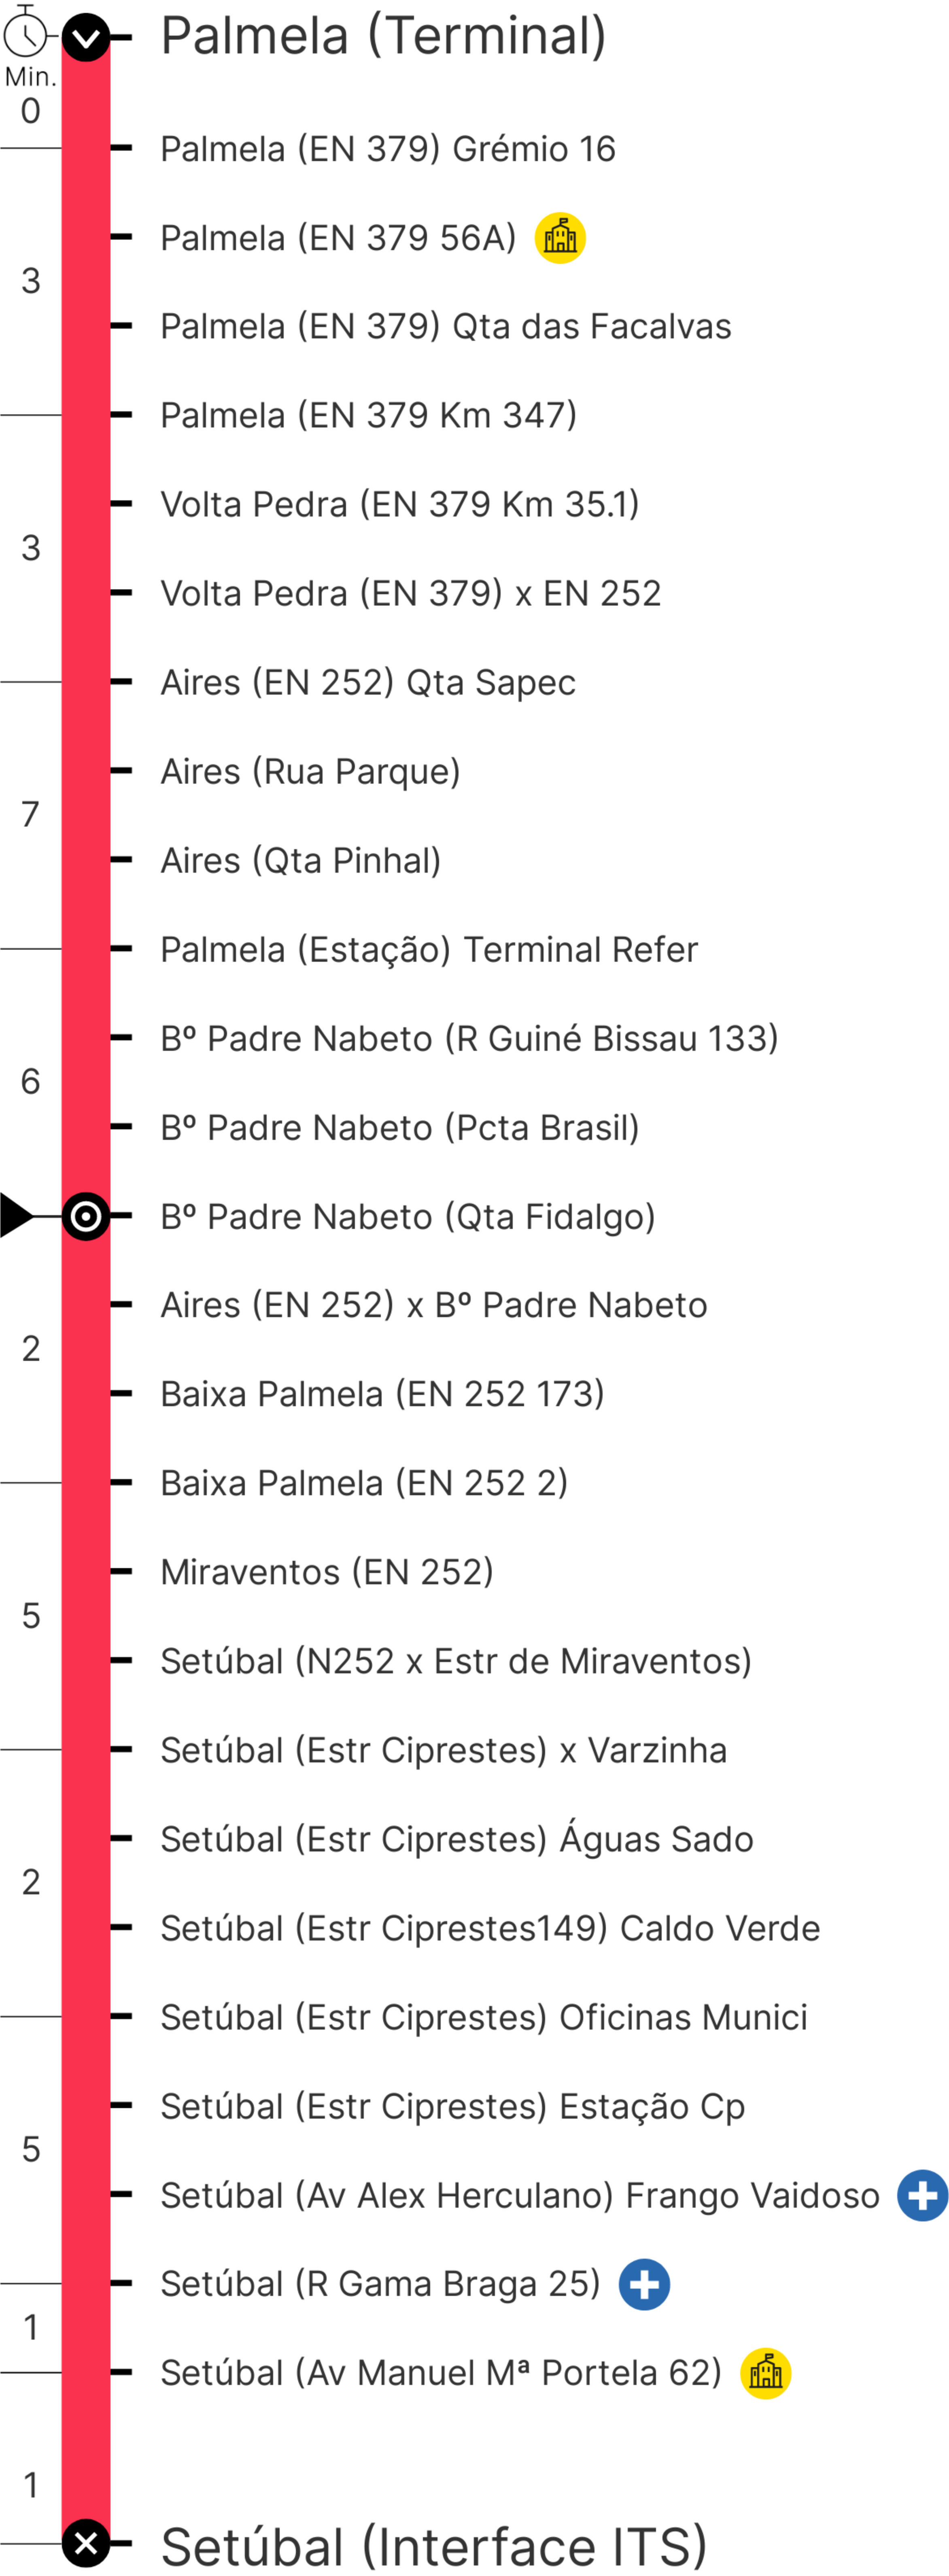 Palmela (Terminal)
Min.
0
Palmela (EN 379) Grémio 16
Palmela (EN 379 56A)
3
Palmela (EN 379) Qta das Facalvas
Palmela (EN 379 Km 347)
Volta Pedra (EN 379 Km 35.1)
3
Volta Pedra (EN 379) x EN 252
Aires (EN 252) Qta Sapec
Aires (Rua Parque)
7
Aires (Qta Pinhal)
Palmela (Estação) Terminal Refer
Bº Padre Nabeto (R Guiné Bissau 133)
6
Bº Padre Nabeto (Pcta Brasil)
Bº Padre Nabeto (Qta Fidalgo)
Aires (EN 252) x Bº Padre Nabeto
2
Baixa Palmela (EN 252 173)
Baixa Palmela (EN 252 2)
Miraventos (EN 252)
5
Setúbal (N252 x Estr de Miraventos)
Setúbal (Estr Ciprestes) x Varzinha
Setúbal (Estr Ciprestes) Águas Sado
2
Setúbal (Estr Ciprestes149) Caldo Verde
Setúbal (Estr Ciprestes) Oficinas Munici
Setúbal (Estr Ciprestes) Estação Cp
5
Setúbal (Av Alex Herculano) Frango Vaidoso
Setúbal (R Gama Braga 25)
1
Setúbal (Av Manuel Mª Portela 62)
1
Setúbal (Interface ITS)